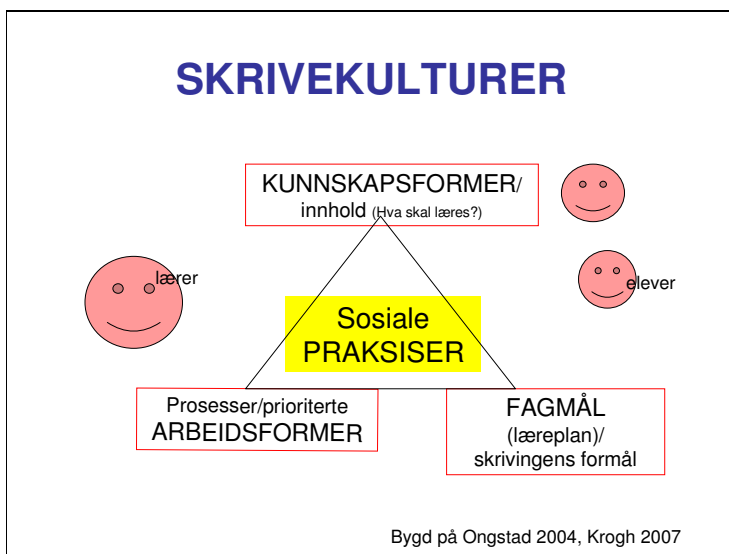 SKRIVEKULTURER
KUNNSKAPSFORMER/
innhold (Hva skal læres?)
lærer
elever
Sosiale
PRAKSISER
Prosesser/prioriterte
ARBEIDSFORMER
FAGMÅL
(læreplan)/
skrivingens formål
Bygd på Ongstad 2004, Krogh 2007